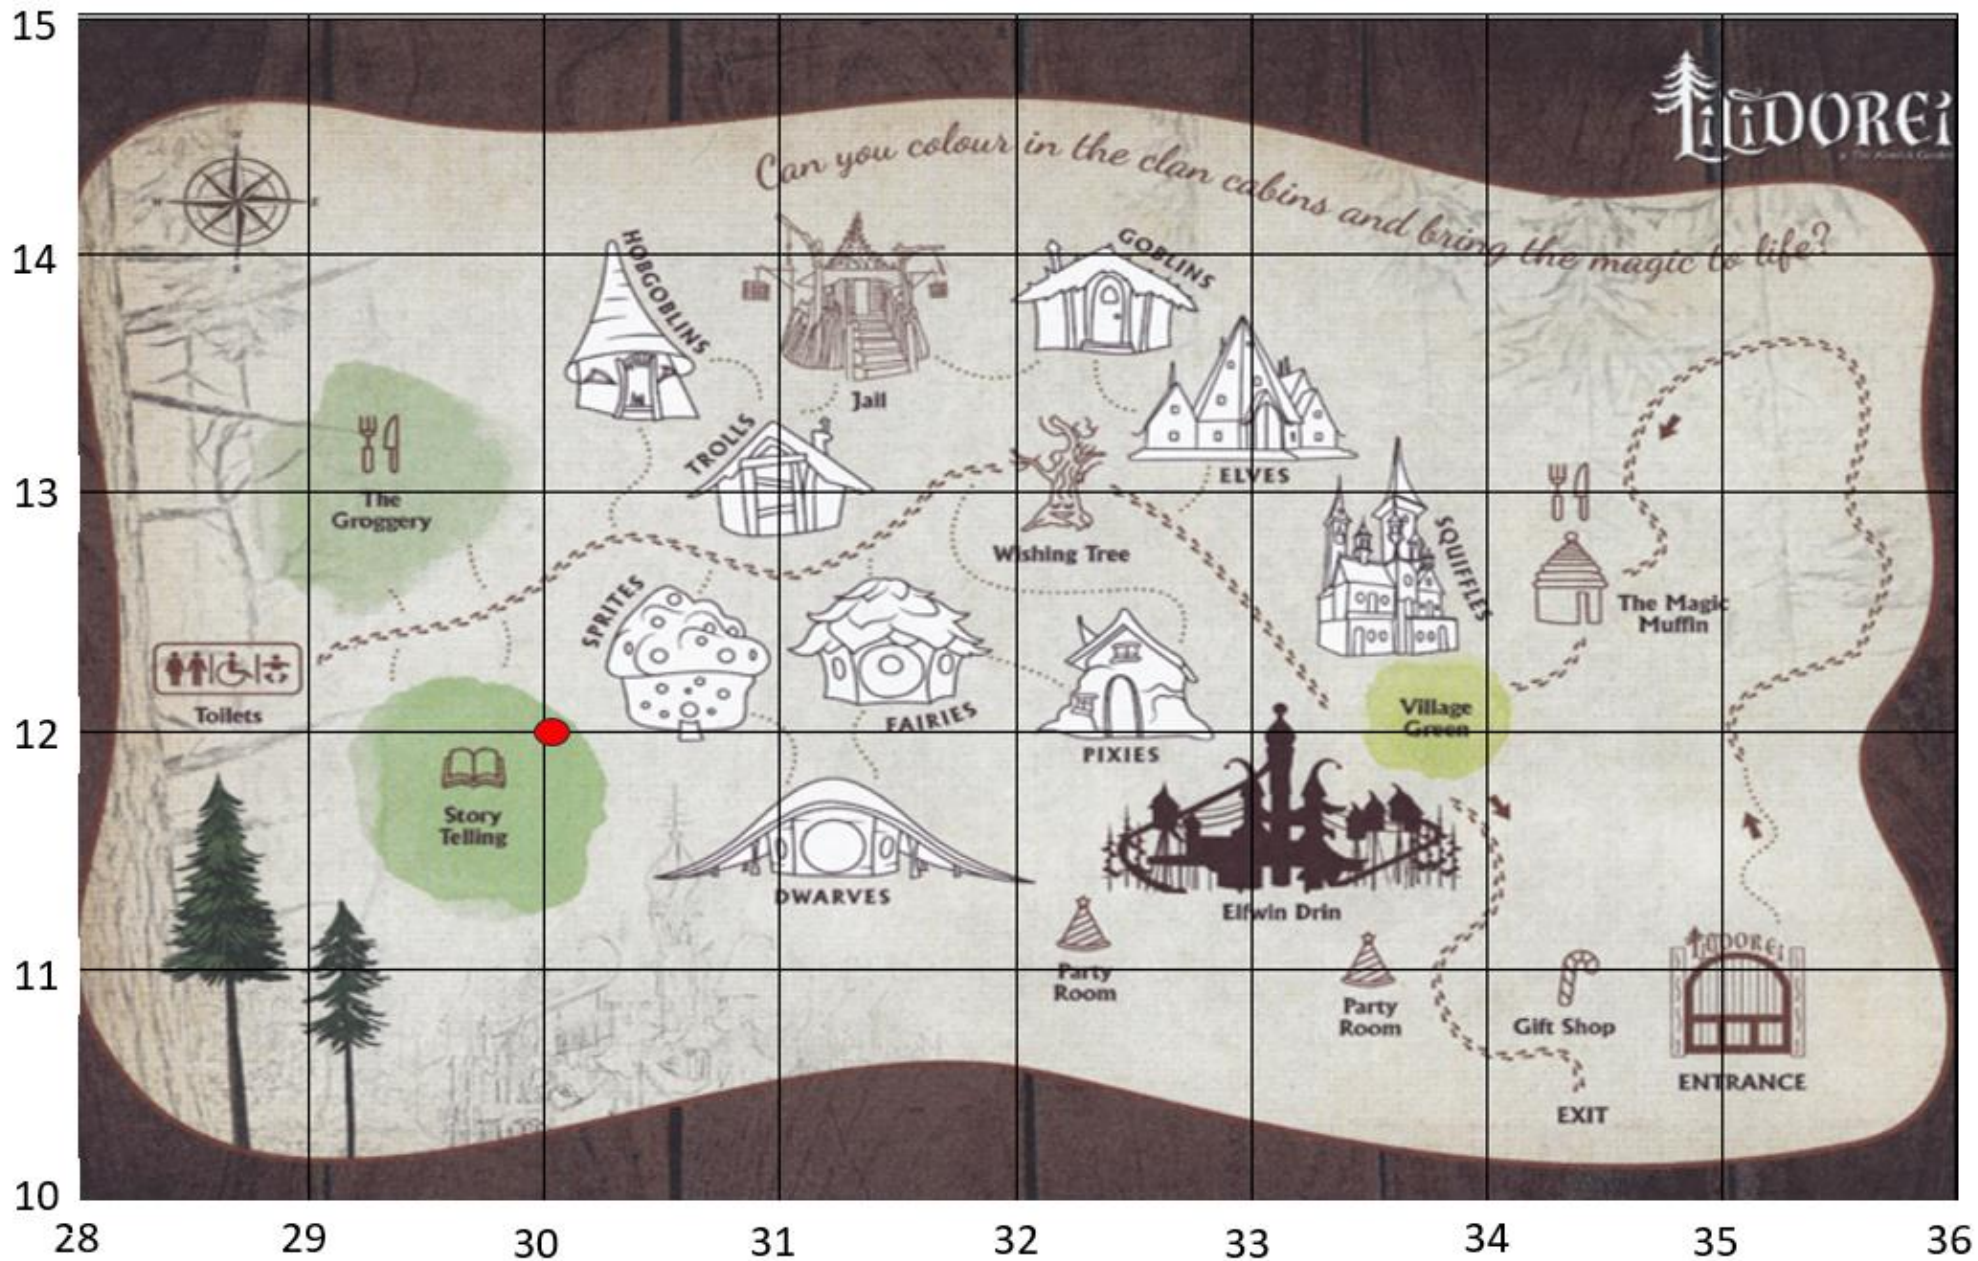 15
LiLiDOREi
Can you colour in the clan cabins and bring the magic to life?
14
HOBGOBLINS
GOBLINS
Jail
TROLLS
ELVES
13
The
Groggery
SQUIFFLES
Wishing Tree
SPRITES
The Magic
Muffin
Toilets
FAIRIES
Village
Green
12
PIXIES
Story
Telling
DWARVES
Elfwin Drin
LiLiDOREi
11
Party
Room
Party
Room
Gift Shop
ENTRANCE
EXIT
10
28 29 30 31 32 33 34 35 36